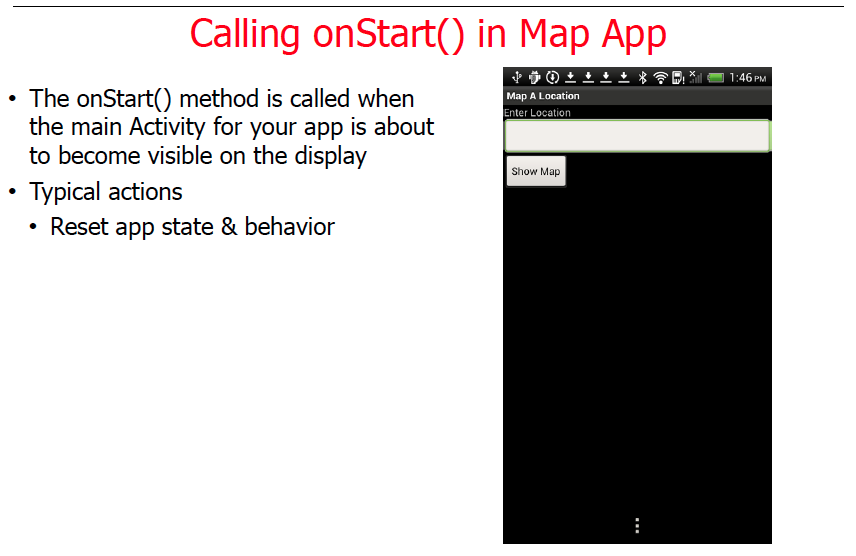 Calling onStart() in Map App
• The onStart() method is called when
the main Activity for your app is about
to become visible on the display
• Typical actions
• Reset app state & behavior
1:46 PM
Map A Location
Enter Location
Show Map